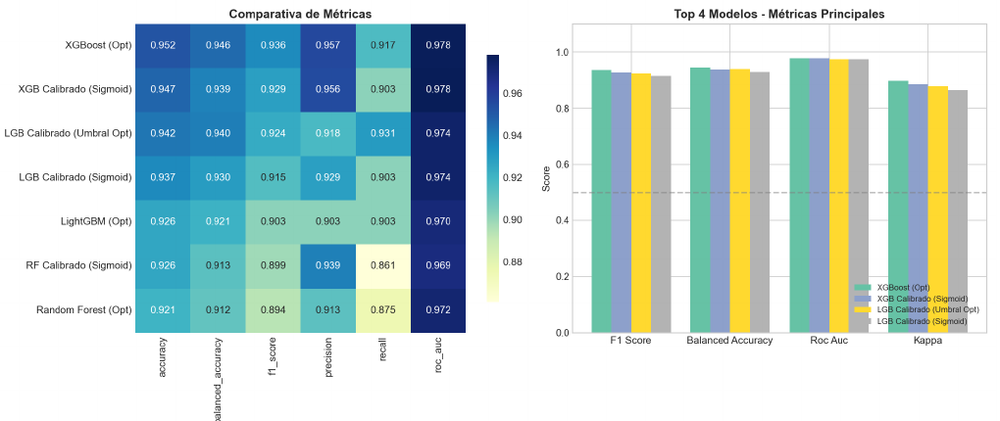 Comparativa de Métricas
XGBoost (Opt) 0.952 0.946 0.936 0.957 0.917 0.978
XGB Calibrado (Sigmoid) 0.947 0.939 0.929 0.956 0.903 0.978
LGB Calibrado (Umbral Opt) 0.942 0.940 0.924 0.918 0.931 0.974
LGB Calibrado (Sigmoid) 0.937 0.930 0.915 0.929 0.903 0.974
LightGBM (Opt) 0.926 0.921 0.903 0.903 0.903 0.970
RF Calibrado (Sigmoid) 0.926 0.913 0.899 0.939 0.861 0.969
Random Forest (Opt) 0.921 0.912 0.894 0.913 0.875 0.972
accuracy
balanced_accuracy
f1_score
precision
recall
roc_auc
0.96
0.94
0.92
0.90
0.88
Top 4 Modelos - Métricas Principales
Score
1.0
0.8
0.6
0.4
0.2
0.0
XGBoost (Opt)
XGB Calibrado (Sigmoid)
LGB Calibrado (Umbral Opt)
LGB Calibrado (Sigmoid)
F1 Score Balanced Accuracy Roc Auc Kappa